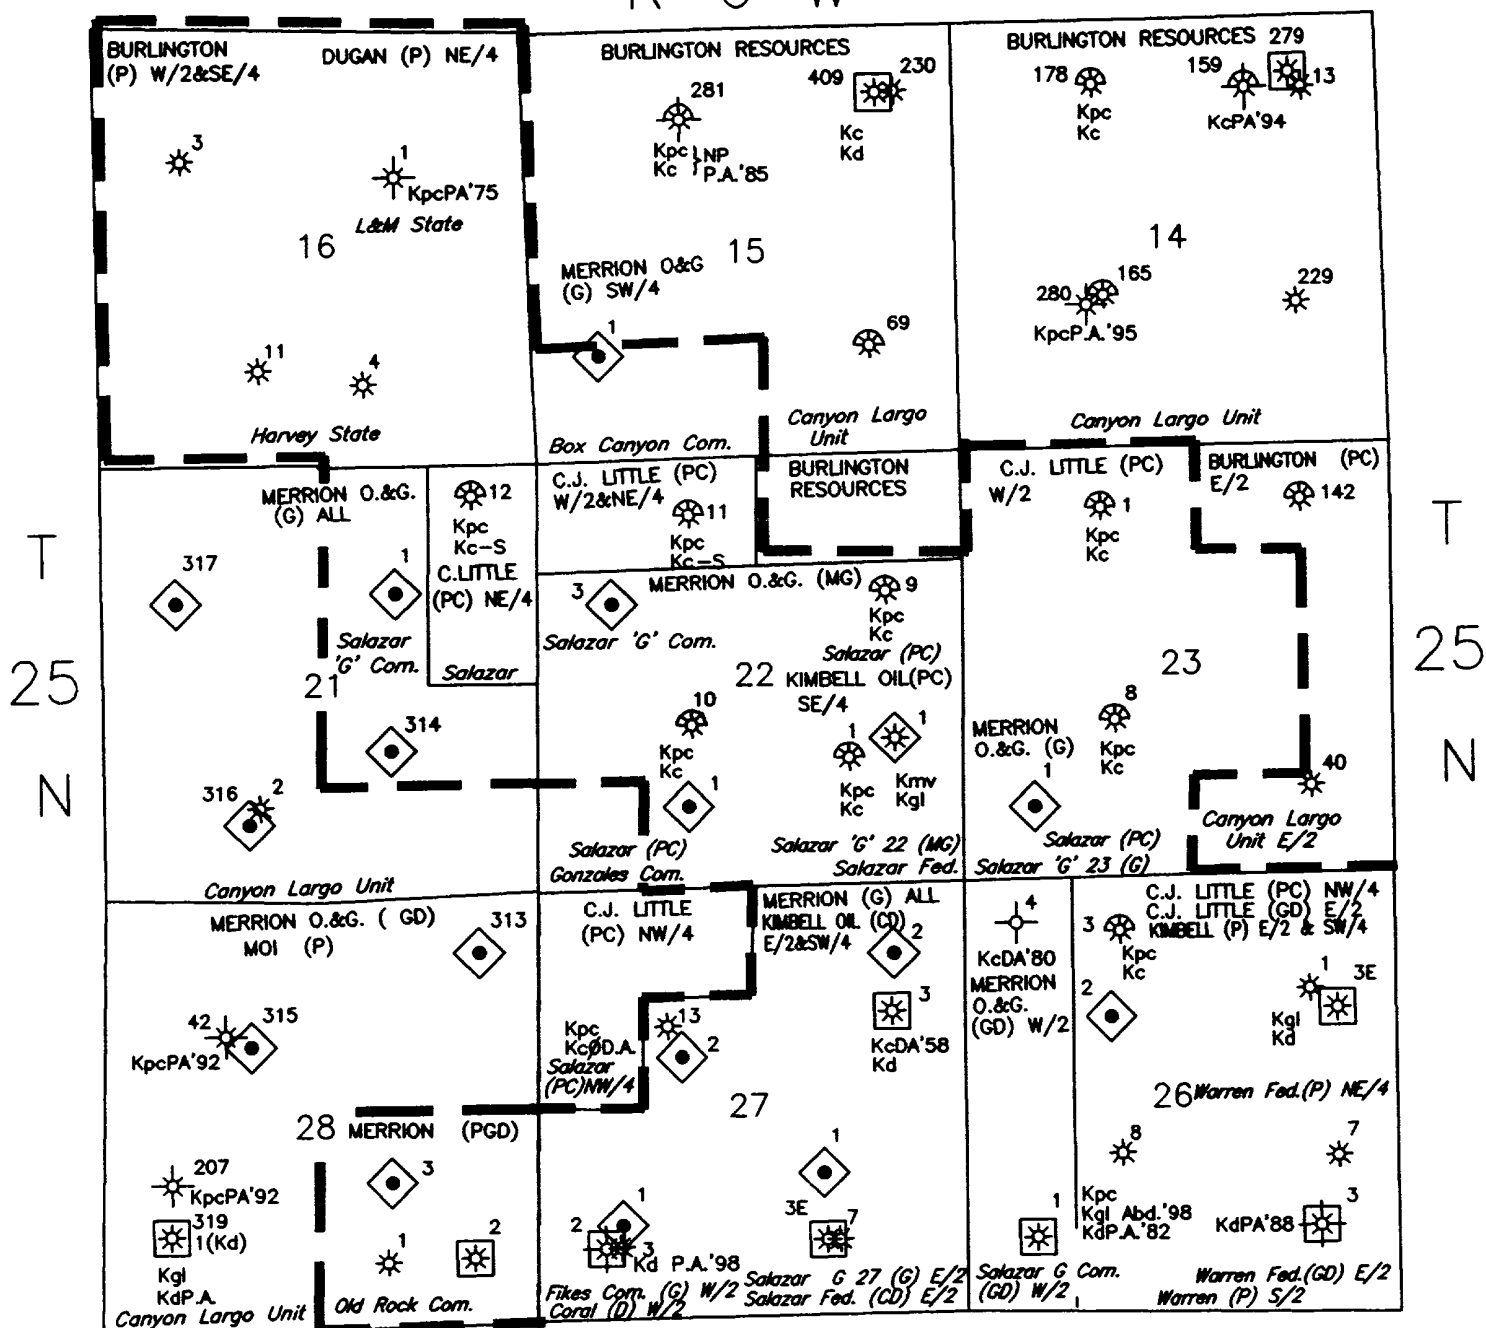 BURLINGTON
(P) W/2&SE/4
DUGAN (P) NE/4
3
1
KpcPA'75
L&M State
16
11
4
Harvey State
BURLINGTON RESOURCES
281
Kpc
Kc } NP
P.A.'85
409
230
Kc
Kd
15
MERRION O&G
(G) SW/4
1
69
Box Canyon Com.
Canyon Largo
Unit
BURLINGTON RESOURCES 279
178
Kpc
Kc
159
13
KcPA'94
14
280
165
KpcP.A.'95
229
Canyon Largo Unit
T
25
N
MERRION O.&G.
(G) ALL
317
1
Salazar
'G' Com.
12
Kpc
Kc-S
C.LITTLE
(PC) NE/4
Salazar
21
314
316
2
Canyon Largo Unit
C.J. LITTLE (PC)
W/2&NE/4
11
Kpc
Kc-S
BURLINGTON
RESOURCES
MERRION O.&G. (MG)
3
Salazar 'G' Com.
9
Kpc
Kc
Salazar (PC)
22
KIMBELL OIL(PC)
SE/4
10
Kpc
Kc
1
1
Kpc
Kc
1
Kmv
Kgl
Salazar (PC)
Gonzales Com.
Salazar 'G' 22 (MG)
Salazar Fed.
C.J. LITTLE (PC)
W/2
1
Kpc
Kc
BURLINGTON (PC)
E/2
142
23
8
Kpc
Kc
MERRION
O.&G. (G)
1
40
Canyon Largo
Unit E/2
Salazar (PC)
Salazar 'G' 23 (G)
T
25
N
MERRION O.&G. ( GD)
MOI (P)
313
42
315
KpcPA'92
28
MERRION (PGD)
207
KpcPA'92
319
1(Kd)
Kgl
KdP.A.
Canyon Largo Unit
3
1
2
Old Rock Com.
C.J. LITTLE
(PC) NW/4
MERRION (G) ALL
KIMBELL OIL (CD)
E/2&SW/4
2
3
KcDA'58
Kd
Kpc
KcØD.A.
Salazar
(PC)NW/4
13
2
27
1
1
2
3
Kd P.A.'98
3E
7
Fikes Com. (G) W/2
Coral (D) W/2
Salazar G 27 (G) E/2
Salazar Fed. (CD) E/2
4
KcDA'80
MERRION
O.&G.
(GD) W/2
C.J. LITTLE (PC) NW/4
C.J. LITTLE (GD) E/2
KIMBELL (P) E/2 & SW/4
3
Kpc
Kc
2
1
3E
Kgl
Kd
26
Warren Fed.(P) NE/4
8
7
1
Kpc
Kgl Abd.'98
KdP.A.'82
KdPA'88
3
Salazar G Com.
(GD) W/2
Warren Fed.(GD) E/2
Warren (P) S/2